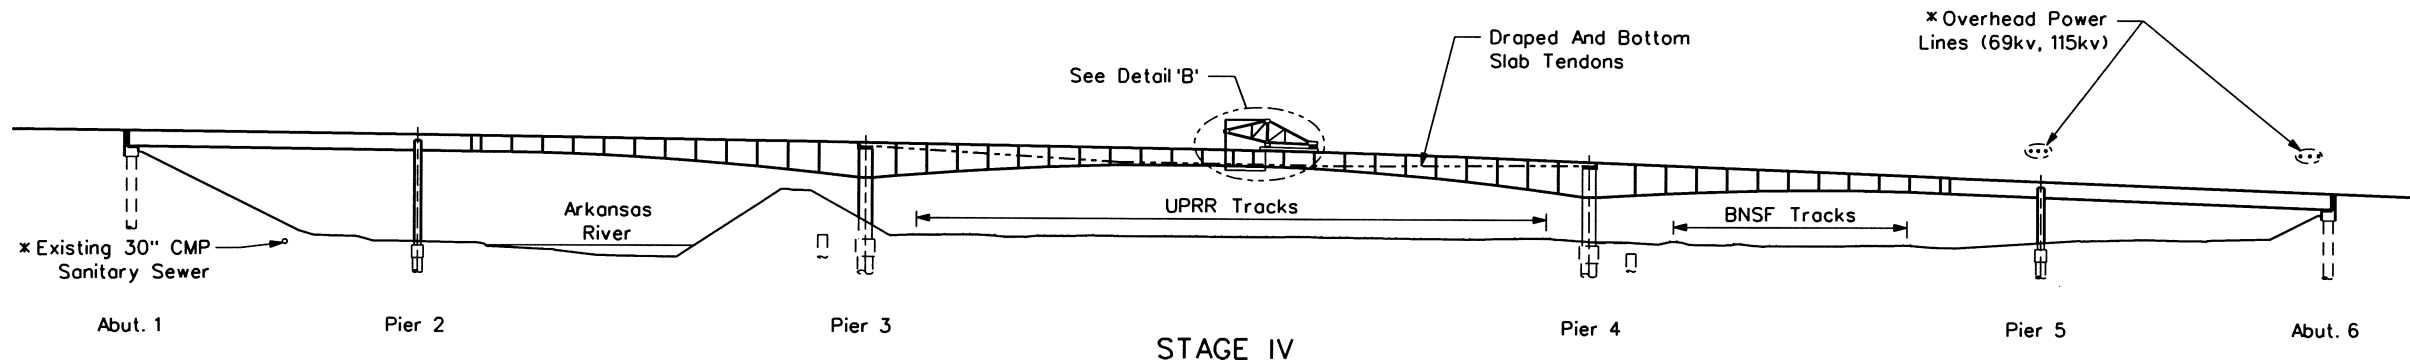 * Overhead Power
Lines (69kv, 115kv)
Draped And Bottom
Slab Tendons
See Detail 'B'
Arkansas
River
UPRR Tracks
BNSF Tracks
* Existing 30" CMP
Sanitary Sewer
Abut. 1
Pier 2
Pier 3
Pier 4
Pier 5
Abut. 6
STAGE IV